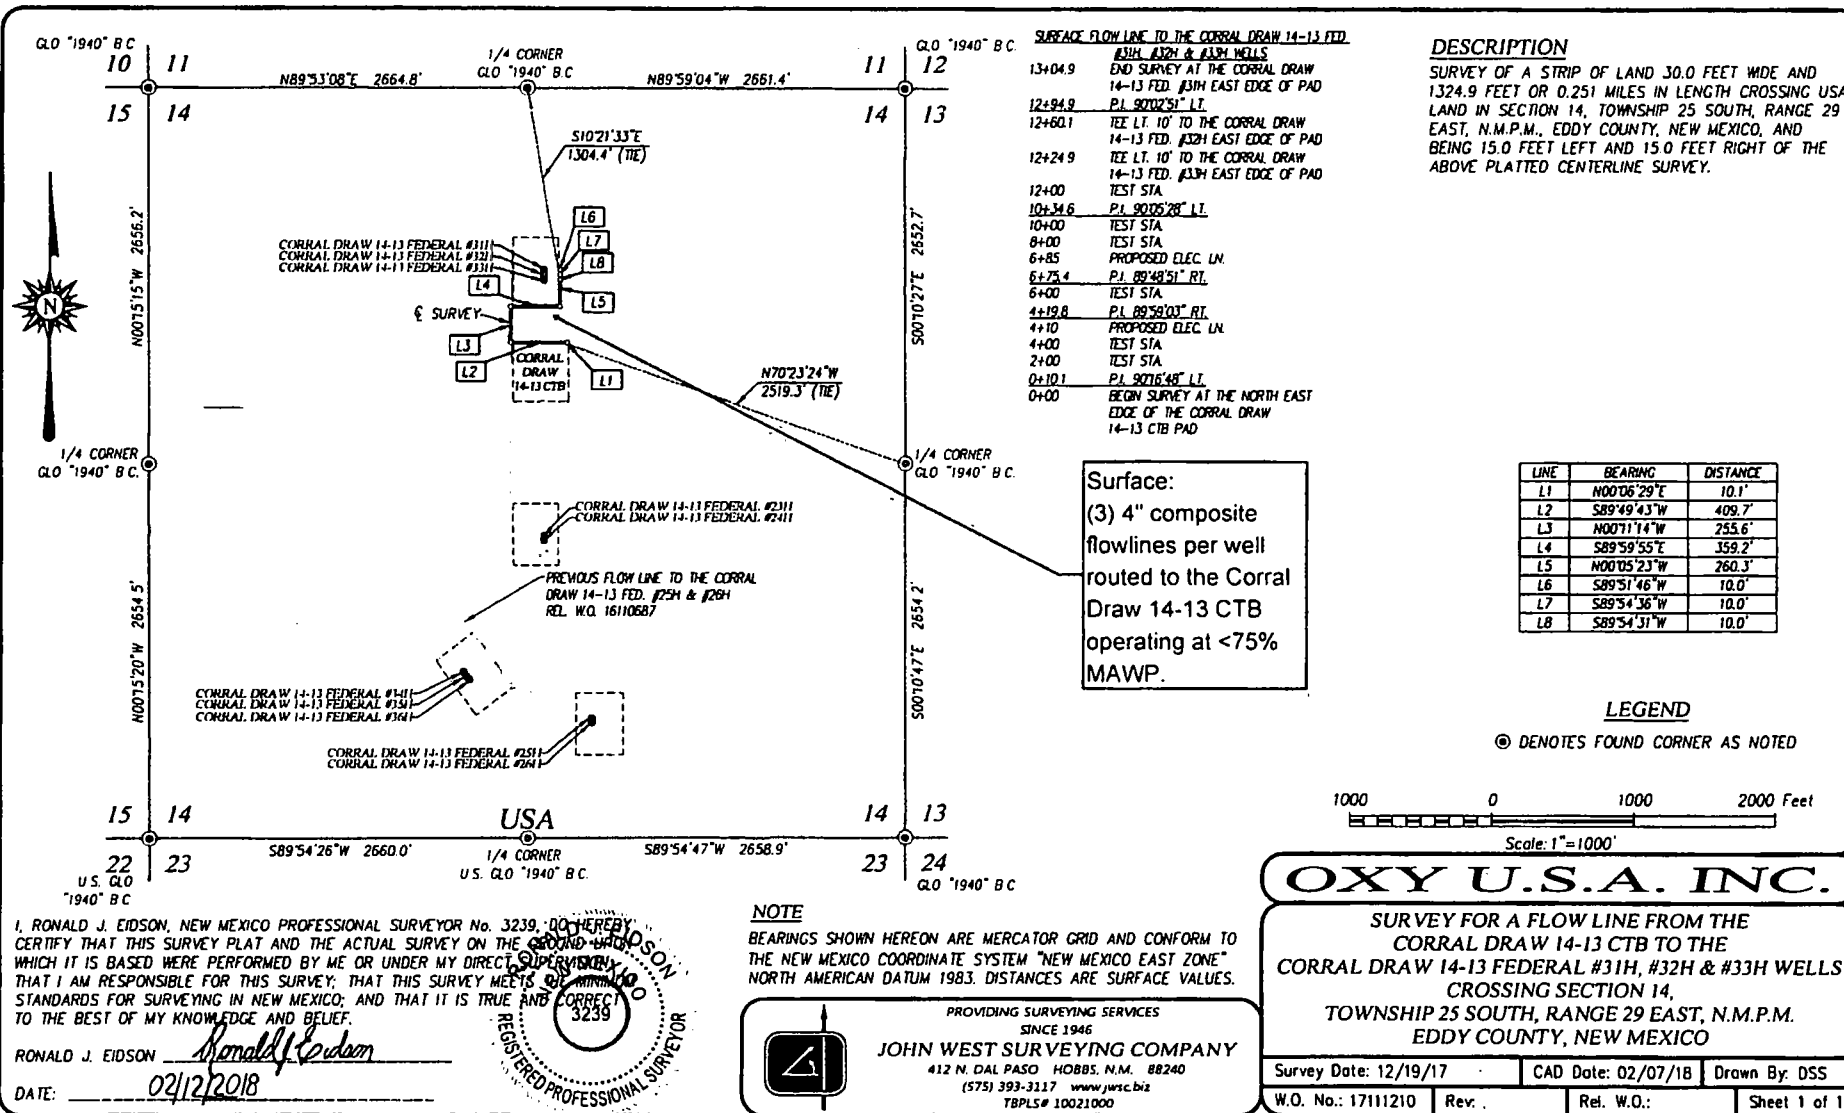 GLO "1940" B C
10 11
15 14
1/4 CORNER
GLO "1940" B.C
GLO "1940" B C.
11 12
14 13
N89°53'08"E 2664.8'
N89°59'04"W 2661.4'
S10°21'33"E
1304.4' (TIE)
N00°15'15"W 2656.2'
S00°10'27"E 2652.7'
N
CORRAL DRAW 14-13 FEDERAL #31H
CORRAL DRAW 14-13 FEDERAL #32H
CORRAL DRAW 14-13 FEDERAL #33H
L6
L7
L8
L4
L5
℄ SURVEY
L3
L2
L1
CORRAL
DRAW
14-13 CTB
N70°23'24"W
2519.3' (TIE)
1/4 CORNER
GLO "1940" B C.
1/4 CORNER
GLO "1940" B.C.
CORRAL DRAW 14-13 FEDERAL #23H
CORRAL DRAW 14-13 FEDERAL #24H
PREVIOUS FLOW LINE TO THE CORRAL
DRAW 14-13 FED. #25H & #26H
REL. W.O. 16110687
N00°15'20"W 2654 5'
S00°10'47"E 2654 2'
CORRAL DRAW 14-13 FEDERAL #34H
CORRAL DRAW 14-13 FEDERAL #35H
CORRAL DRAW 14-13 FEDERAL #36H
CORRAL DRAW 14-13 FEDERAL #25H
CORRAL DRAW 14-13 FEDERAL #26H
15 14
22 23
U S. GLO
"1940" B C
USA
S89°54'26"W 2660.0'
1/4 CORNER
U S. GLO "1940" B C.
S89°54'47"W 2658.9'
14 13
23 24
GLO "1940" B C
SURFACE FLOW LINE TO THE CORRAL DRAW 14-13 FED
#31H, #32H & #33H WELLS
13+04.9 END SURVEY AT THE CORRAL DRAW
14-13 FED. #31H EAST EDGE OF PAD
12+94.9 P.I. 90°02'51" LT.
12+60.1 TEE LT. 10' TO THE CORRAL DRAW
14-13 FED. #32H EAST EDGE OF PAD
12+24 9 TEE LT. 10' TO THE CORRAL DRAW
14-13 FED. #33H EAST EDGE OF PAD
12+00 TEST STA
10+34 6 P.I. 90°05'28" LT.
10+00 TEST STA
8+00 TEST STA
6+85 PROPOSED ELEC. LN.
6+75.4 P.I. 89°48'51" RT.
6+00 TEST STA
4+19.8 P.I. 89°59'03" RT.
4+10 PROPOSED ELEC. LN.
4+00 TEST STA
2+00 TEST STA
0+10 1 P.I. 90°16'48" LT.
0+00 BEGIN SURVEY AT THE NORTH EAST
EDGE OF THE CORRAL DRAW
14-13 CTB PAD
Surface:
(3) 4" composite
flowlines per well
routed to the Corral
Draw 14-13 CTB
operating at <75%
MAWP.
DESCRIPTION
SURVEY OF A STRIP OF LAND 30.0 FEET WIDE AND
1324.9 FEET OR 0.251 MILES IN LENGTH CROSSING USA
LAND IN SECTION 14, TOWNSHIP 25 SOUTH, RANGE 29
EAST, N.M.P.M., EDDY COUNTY, NEW MEXICO, AND
BEING 15.0 FEET LEFT AND 15.0 FEET RIGHT OF THE
ABOVE PLATTED CENTERLINE SURVEY.
LINE BEARING DISTANCE
L1 N00°06'29"E 10.1'
L2 S89°49'43"W 409.7'
L3 N00°11'14"W 255.6'
L4 S89°59'55"E 359.2'
L5 N00°05'23"W 260.3'
L6 S89°51'46"W 10.0'
L7 S89°54'36"W 10.0'
L8 S89°54'31"W 10.0'
LEGEND
DENOTES FOUND CORNER AS NOTED
1000 0 1000 2000 Feet
Scale: 1"=1000'
I, RONALD J. EIDSON, NEW MEXICO PROFESSIONAL SURVEYOR No. 3239, DO HEREBY
CERTIFY THAT THIS SURVEY PLAT AND THE ACTUAL SURVEY ON THE GROUND UPON
WHICH IT IS BASED WERE PERFORMED BY ME OR UNDER MY DIRECT SUPERVISION;
THAT I AM RESPONSIBLE FOR THIS SURVEY; THAT THIS SURVEY MEETS THE MINIMUM
STANDARDS FOR SURVEYING IN NEW MEXICO; AND THAT IT IS TRUE AND CORRECT
TO THE BEST OF MY KNOWLEDGE AND BELIEF.
RONALD J. EIDSON Ronald J Eidson
DATE: 02/12/2018
RONALD J. EIDSON
NEW MEXICO
3239
REGISTERED PROFESSIONAL SURVEYOR
NOTE
BEARINGS SHOWN HEREON ARE MERCATOR GRID AND CONFORM TO
THE NEW MEXICO COORDINATE SYSTEM "NEW MEXICO EAST ZONE"
NORTH AMERICAN DATUM 1983. DISTANCES ARE SURFACE VALUES.
PROVIDING SURVEYING SERVICES
SINCE 1946
JOHN WEST SURVEYING COMPANY
412 N. DAL PASO HOBBS, N.M. 88240
(575) 393-3117 www.jwsc.biz
TBPLS# 10021000
OXY U.S.A. INC.
SURVEY FOR A FLOW LINE FROM THE
CORRAL DRAW 14-13 CTB TO THE
CORRAL DRAW 14-13 FEDERAL #31H, #32H & #33H WELLS
CROSSING SECTION 14,
TOWNSHIP 25 SOUTH, RANGE 29 EAST, N.M.P.M.
EDDY COUNTY, NEW MEXICO
Survey Date: 12/19/17 CAD Date: 02/07/18 Drawn By: DSS
W.O. No.: 17111210 Rev: . Rel. W.O.: Sheet 1 of 1